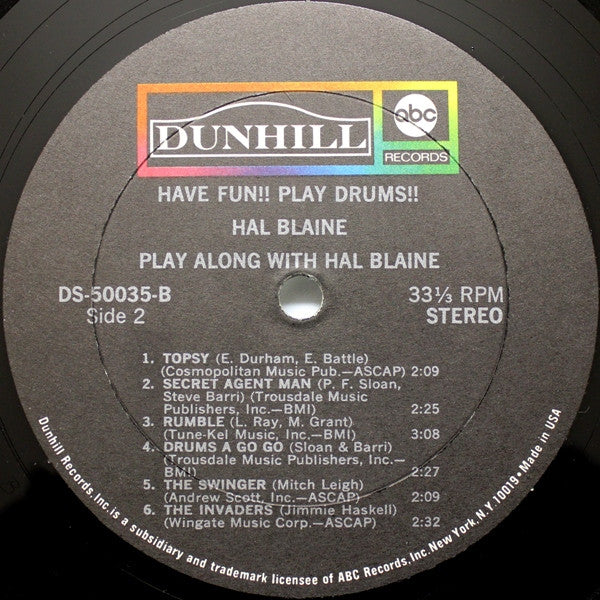 DUNHILL
abc
RECORDS
HAVE FUN!! PLAY DRUMS!!
HAL BLAINE
PLAY ALONG WITH HAL BLAINE
DS-50035-B
Side 2
33⅓ RPM
STEREO
1. TOPSY (E. Durham, E. Battle)
(Cosmopolitan Music Pub.—ASCAP) 2:09
2. SECRET AGENT MAN (P. F. Sloan,
Steve Barri) (Trousdale Music
Publishers, Inc.—BMI) 2:25
3. RUMBLE (L. Ray, M. Grant)
(Tune-Kel Music, Inc.—BMI) 3:08
4. DRUMS A GO GO (Sloan & Barri)
(Trousdale Music Publishers, Inc.—
BMI) 2:27
5. THE SWINGER (Mitch Leigh)
(Andrew Scott, Inc.—ASCAP) 2:09
6. THE INVADERS (Jimmie Haskell)
(Wingate Music Corp.—ASCAP) 2:32
Dunhill Records, Inc. is a subsidiary and trademark licensee of ABC Records, Inc. New York, N.Y. 10019 • Made in USA